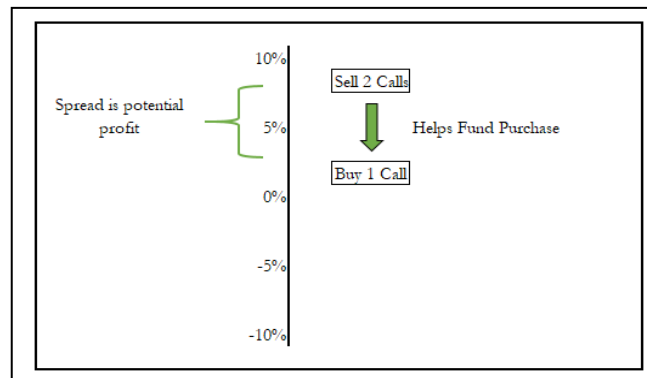 10%
Sell 2 Calls
Spread is potential
profit
5%
Helps Fund Purchase
Buy 1 Call
0%
-5%
-10%